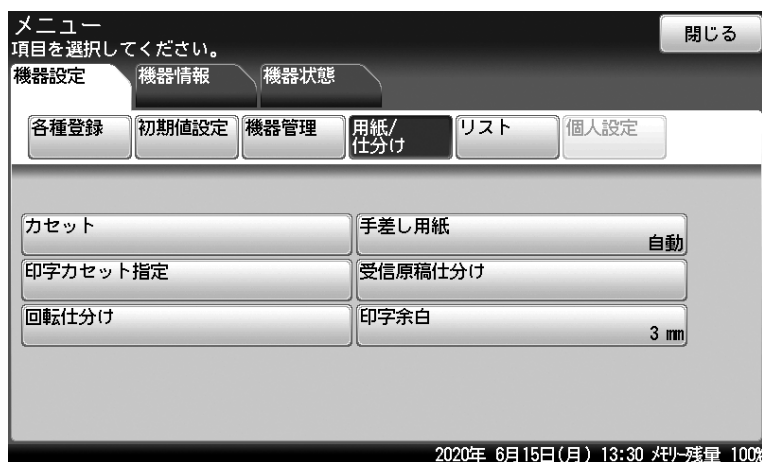 メニュー
閉じる
項目を選択してください。
機器設定 機器情報 機器状態
各種登録 初期値設定 機器管理 用紙/ リスト 個人設定
仕分け
カセット 手差し用紙
自動
印字カセット指定 受信原稿仕分け
回転仕分け 印字余白
3 mm
2020年 6月15日(月) 13:30 ﾒﾓﾘｰ残量 100%